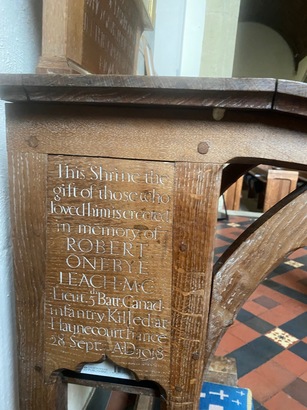 This Shrine the
gift of those who
loved him is erected
in memory of
ROBERT
ONEBYE
LEACH·MC
Lieut. 5 Batt. Canad.
infantry Killed at
Haynecourt France
28 Sept. A.D. 1918